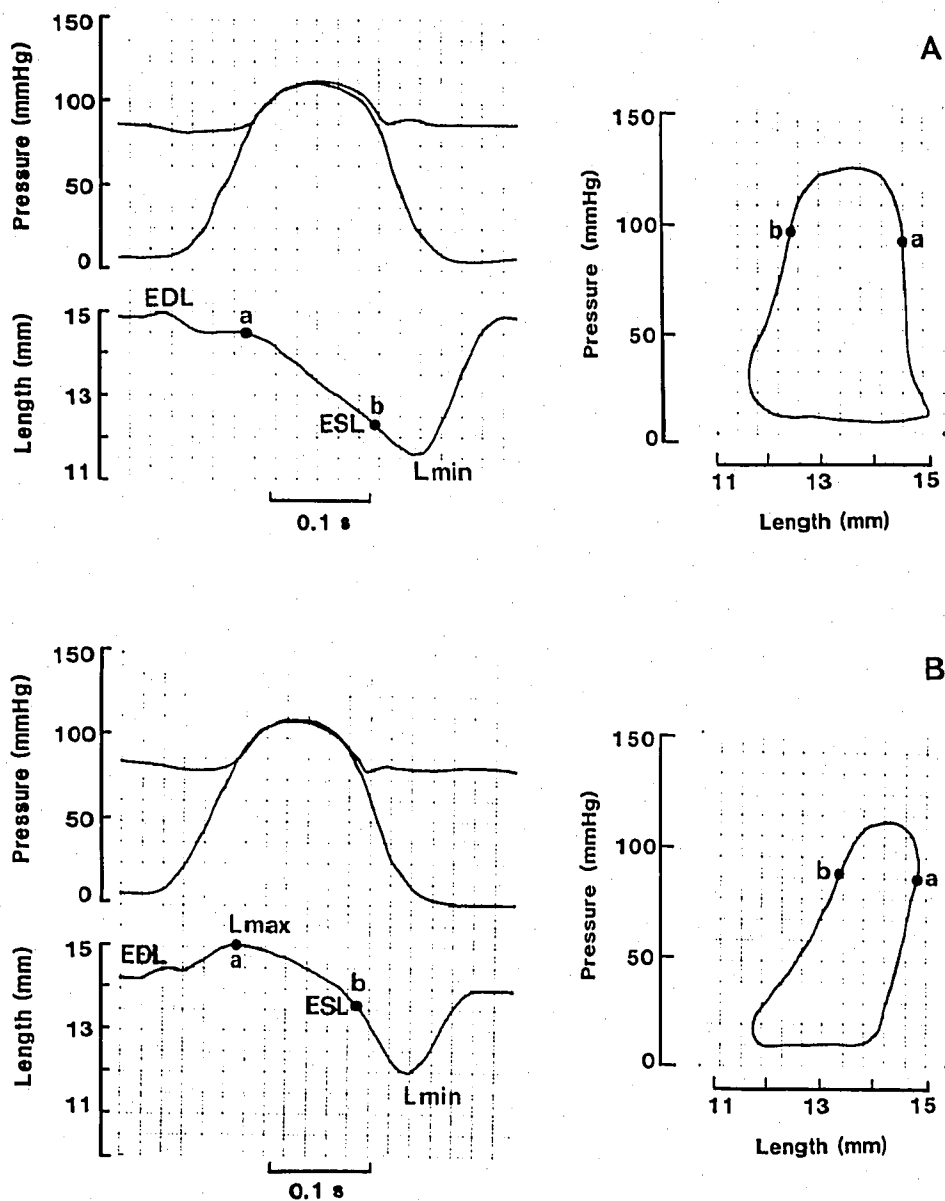 A
Pressure (mmHg)
150
100
50
0
Length (mm)
15
13
11
EDL
a
b
ESL
Lmin
0.1 s
Pressure (mmHg)
150
100
50
0
b
a
11 13 15
Length (mm)
B
Pressure (mmHg)
150
100
50
0
Length (mm)
15
13
11
EDL
Lmax
a
b
ESL
Lmin
0.1 s
Pressure (mmHg)
150
100
50
0
b
a
11 13 15
Length (mm)